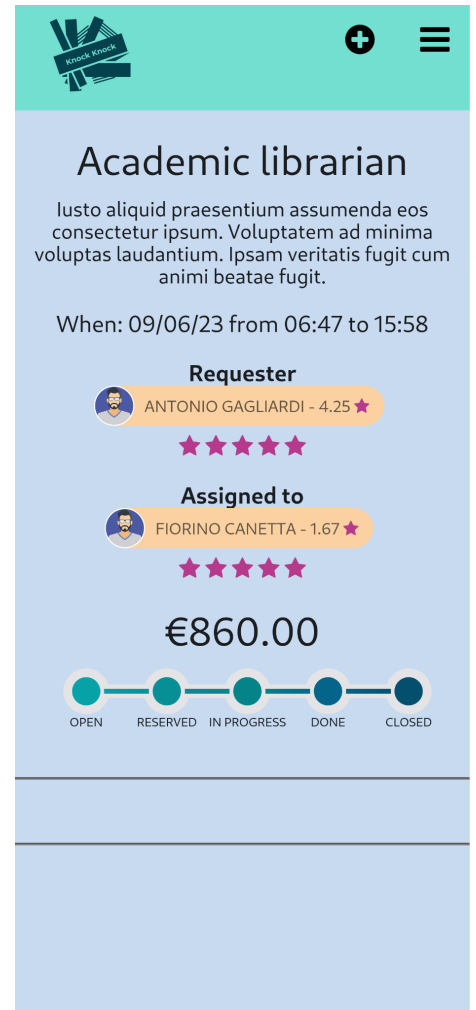 Knock Knock
Academic librarian
Iusto aliquid praesentium assumenda eos
consectetur ipsum. Voluptatem ad minima
voluptas laudantium. Ipsam veritatis fugit cum
animi beatae fugit.
When: 09/06/23 from 06:47 to 15:58
Requester
ANTONIO GAGLIARDI - 4.25
Assigned to
FIORINO CANETTA - 1.67
€860.00
OPEN RESERVED IN PROGRESS DONE CLOSED